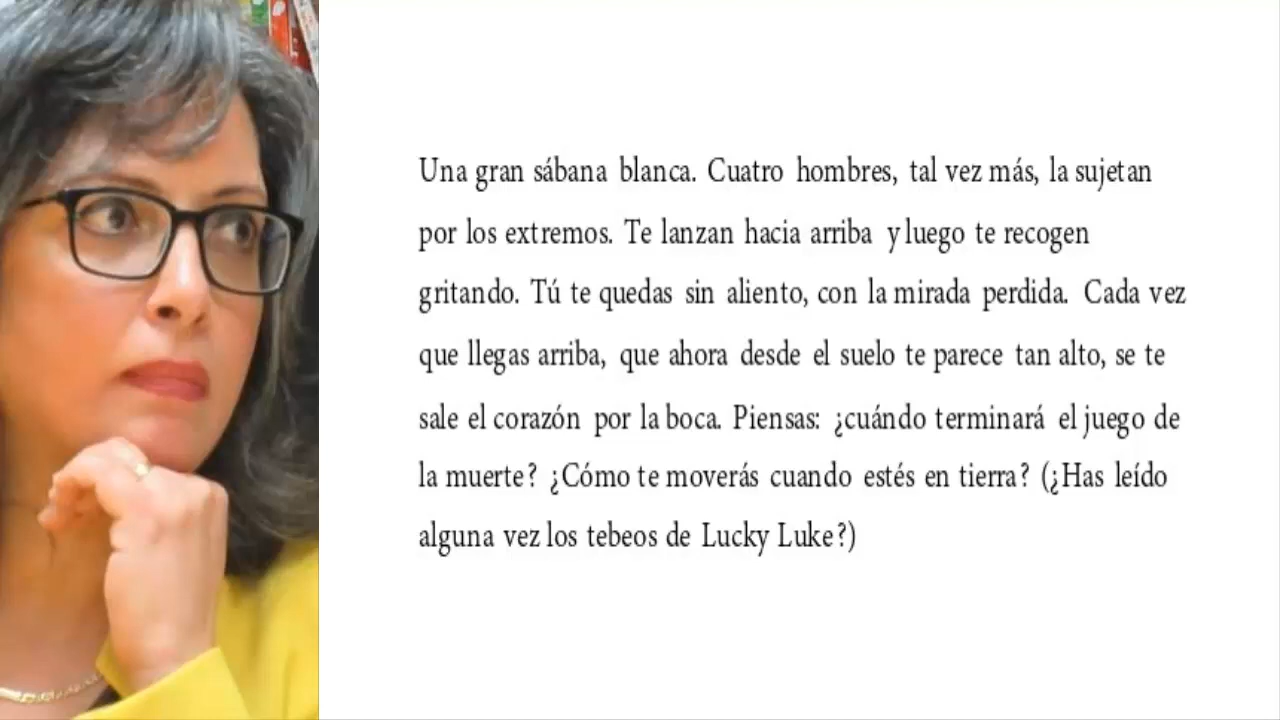 Una gran sábana blanca. Cuatro hombres, tal vez más, la sujetan
por los extremos. Te lanzan hacia arriba y luego te recogen
gritando. Tú te quedas sin aliento, con la mirada perdida. Cada vez
que llegas arriba, que ahora desde el suelo te parece tan alto, se te
sale el corazón por la boca. Piensas: ¿cuándo terminará el juego de
la muerte? ¿Cómo te moverás cuando estés en tierra? (¿Has leído
alguna vez los tebeos de Lucky Luke?)